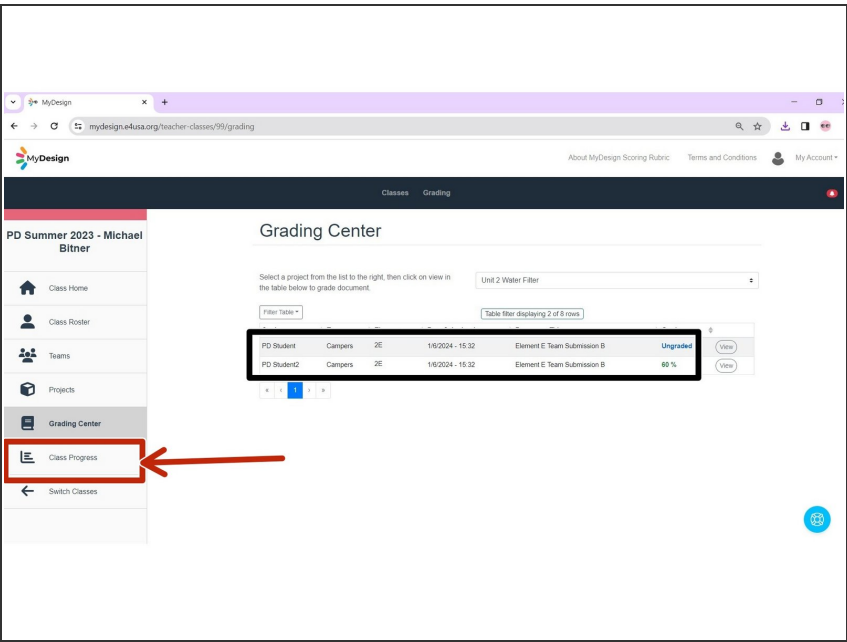 MyDesign
mydesign.e4usa.org/teacher-classes/99/grading
MyDesign
About MyDesign Scoring Rubric Terms and Conditions My Account
Classes Grading
PD Summer 2023 - Michael
Bitner
Class Home
Class Roster
Teams
Projects
Grading Center
Class Progress
Switch Classes
Grading Center
Select a project from the list to the right, then click on view in
the table below to grade document.
Unit 2 Water Filter
Filter Table
Table filter displaying 2 of 8 rows
PD Student Campers 2E 1/6/2024 - 15:32 Element E Team Submission B Ungraded View
PD Student2 Campers 2E 1/6/2024 - 15:32 Element E Team Submission B 60 % View
« ‹ 1 › »